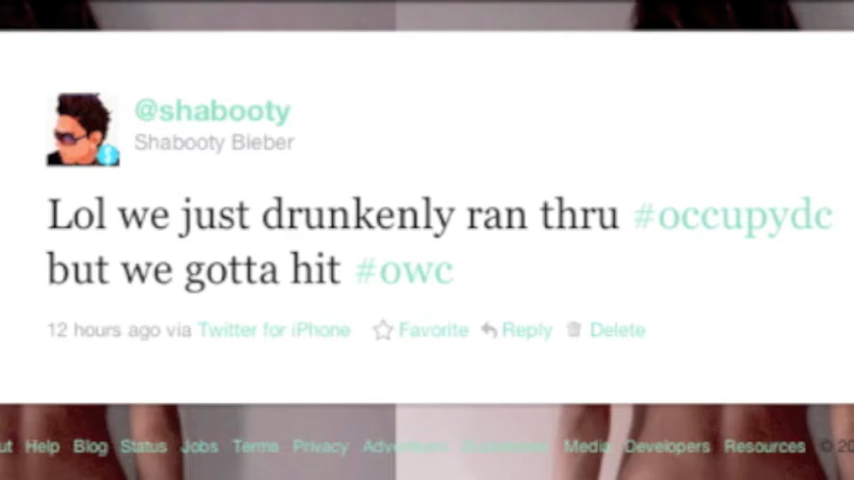 @shabooty
Shabooty Bieber
Lol we just drunkenly ran thru #occupydc
but we gotta hit #owc
12 hours ago via Twitter for iPhone Favorite Reply Delete
Help Blog Status Jobs Terms Privacy Media Developers Resources ©